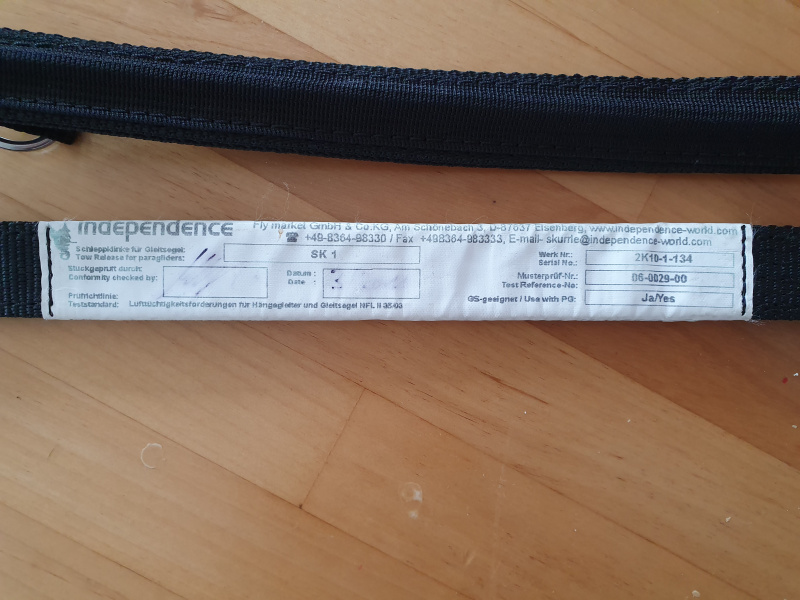 independence
Fly market GmbH & Co.KG, Am Schönebach 3, D-87637 Eisenberg, www.independence-world.com
☎ +49-8364-98330 / Fax +498364-983333, E-mail- skurrile@independence-world.com
Schleppklinke für Gleitsegel:
Tow Release for paragliders:
SK 1
Werk Nr.:
Serial No.:
2K10-1-134
Stückgeprüft durch:
Conformity checked by:
Datum :
Date :
Musterprüf-Nr.:
Test Reference-No:
06-0029-00
Prüfrichtlinie:
Teststandard:
Lufttüchtigkeitsforderungen für Hängegleiter und Gleitsegel NFL II 35/03
GS-geeignet / Use with PG:
Ja/Yes